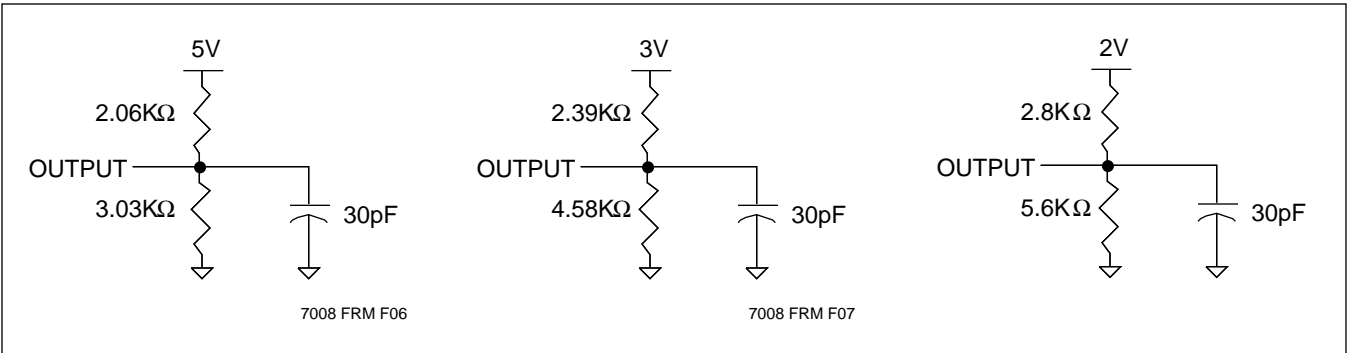 5V
2.06KΩ
OUTPUT
3.03KΩ
30pF
7008 FRM F06
3V
2.39KΩ
OUTPUT
4.58KΩ
30pF
7008 FRM F07
2V
2.8KΩ
OUTPUT
5.6KΩ
30pF